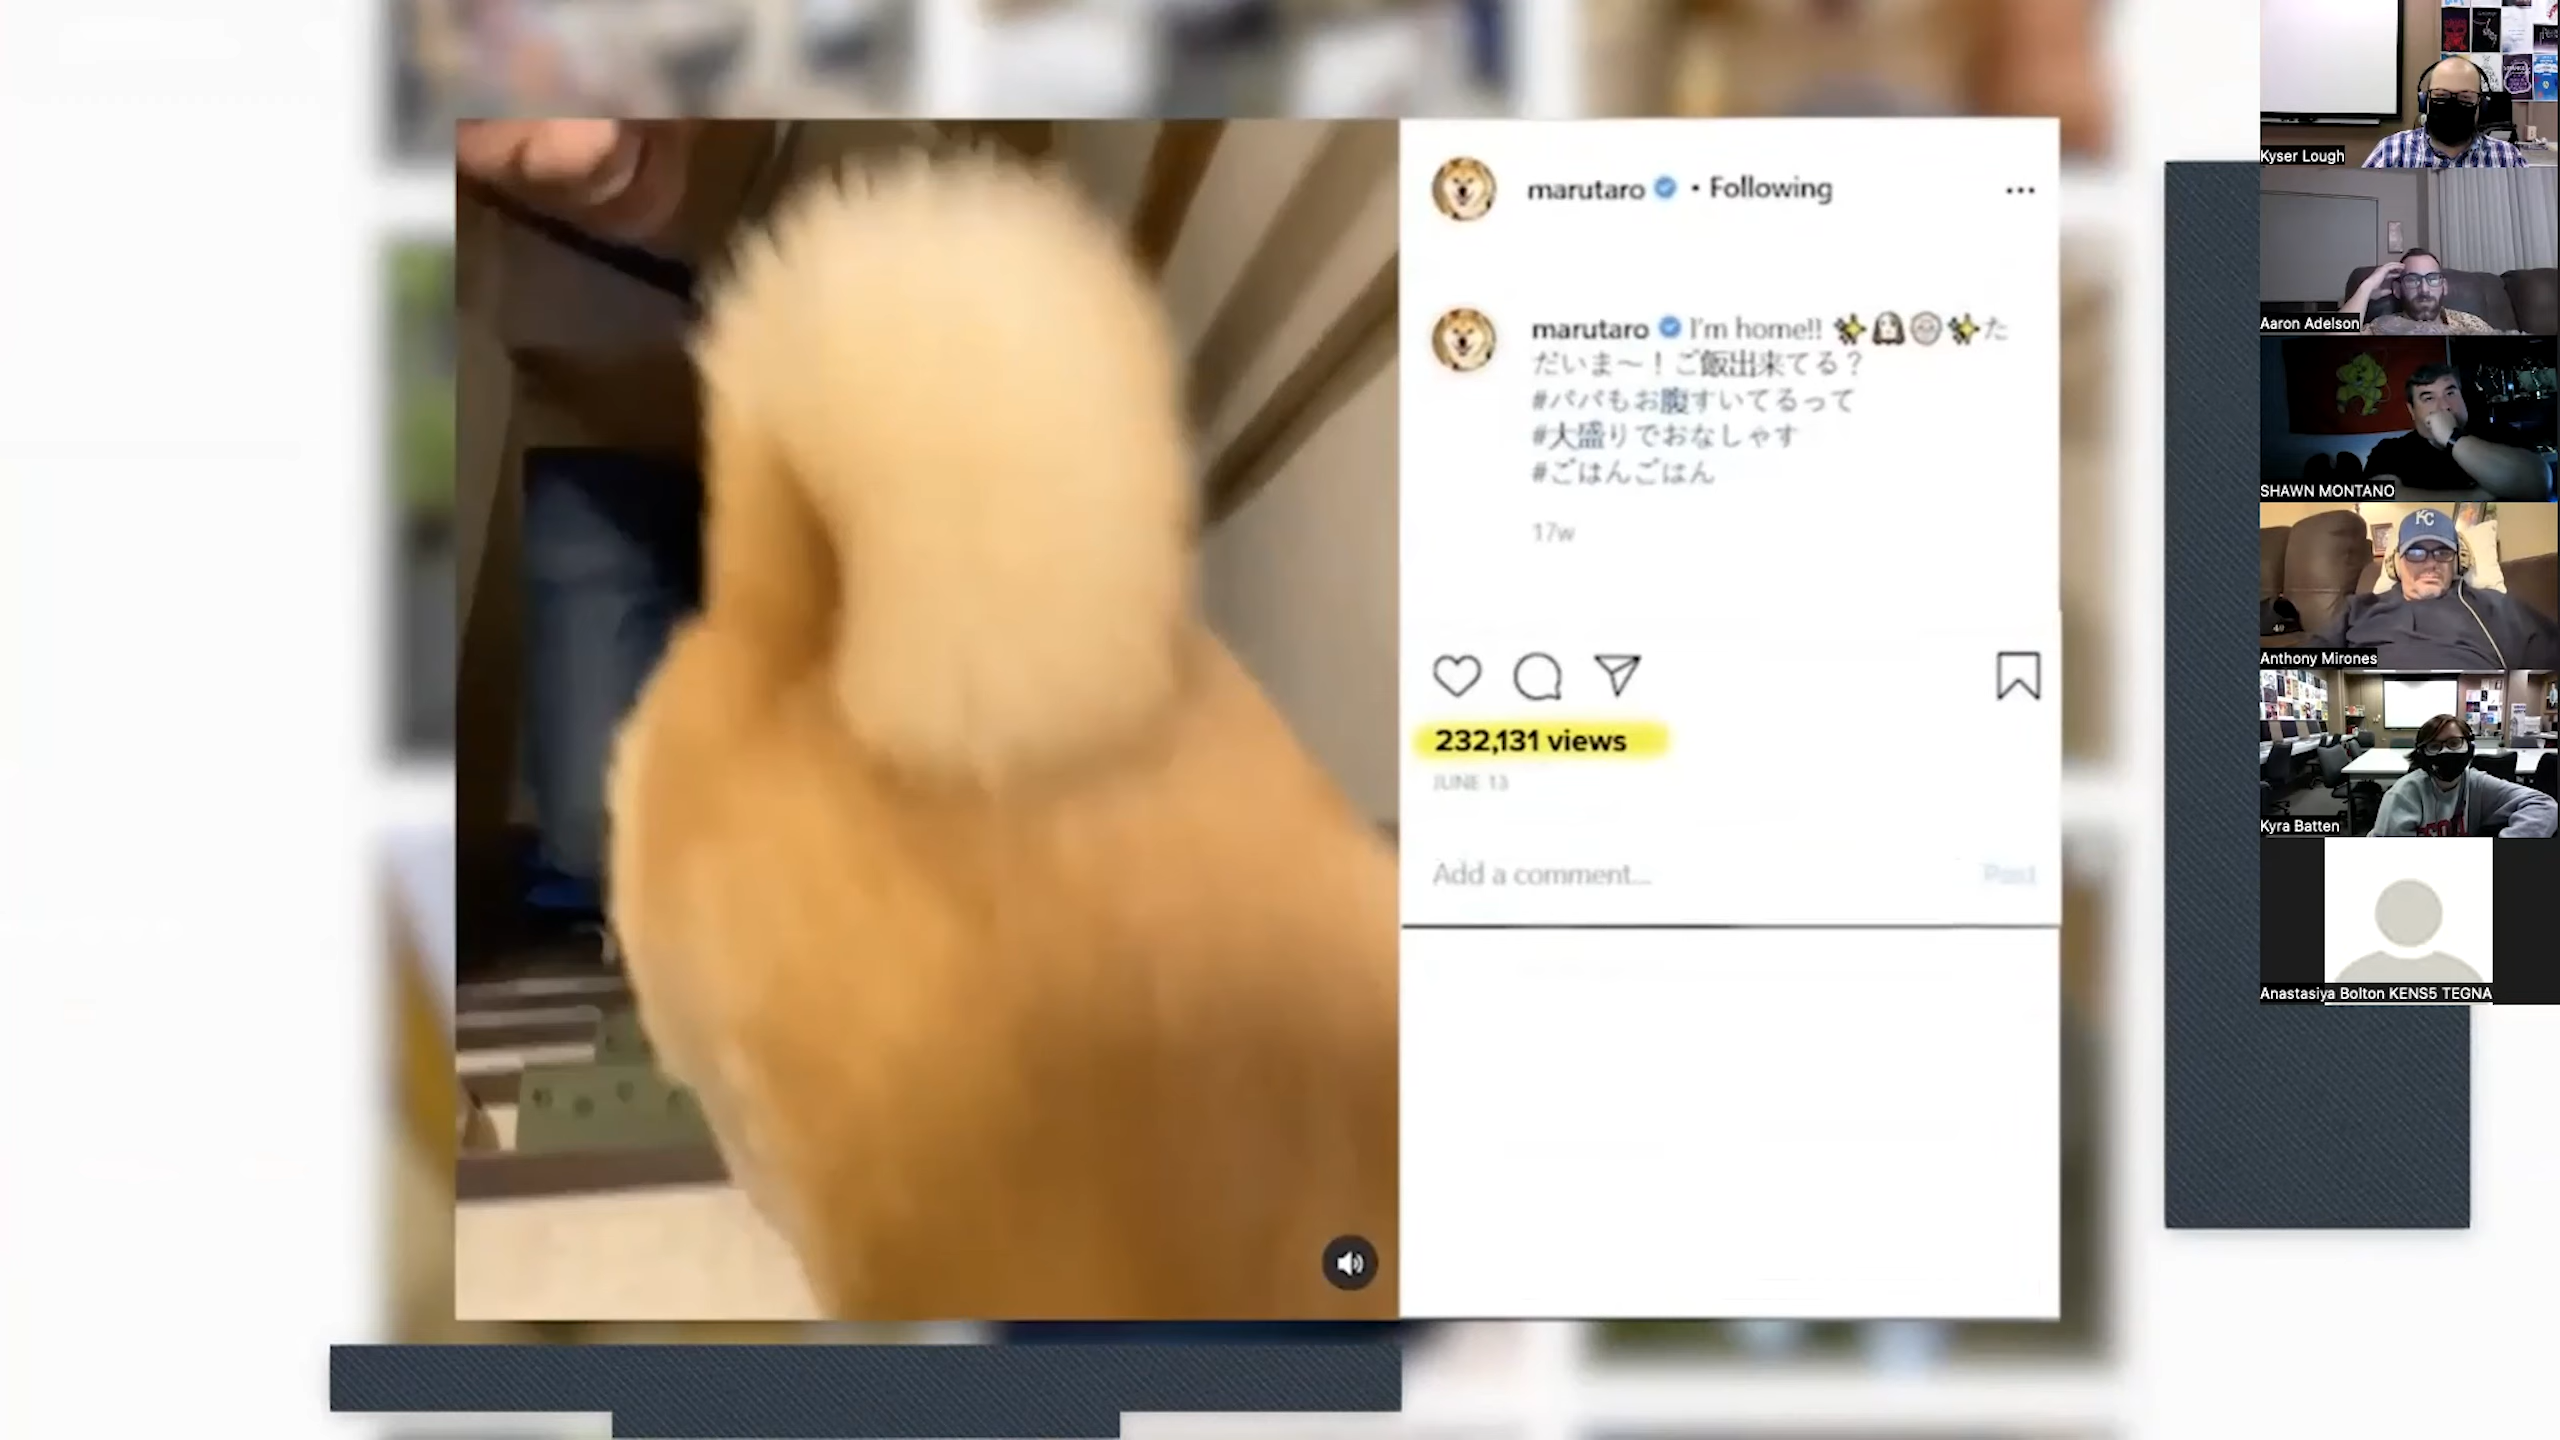 marutaro • Following
marutaro I'm home!! ✨👩🏻👴🏻✨た
だいま〜！ご飯出来てる？
#パパもお腹すいてるって
#大盛りでおなしゃす
#ごはんごはん
17w
232,131 views
JUNE 13
Add a comment...
Post
Kyser Lough
Aaron Adelson
SHAWN MONTANO
KC
Anthony Mirones
Kyra Batten
Anastasiya Bolton KENS5 TEGNA